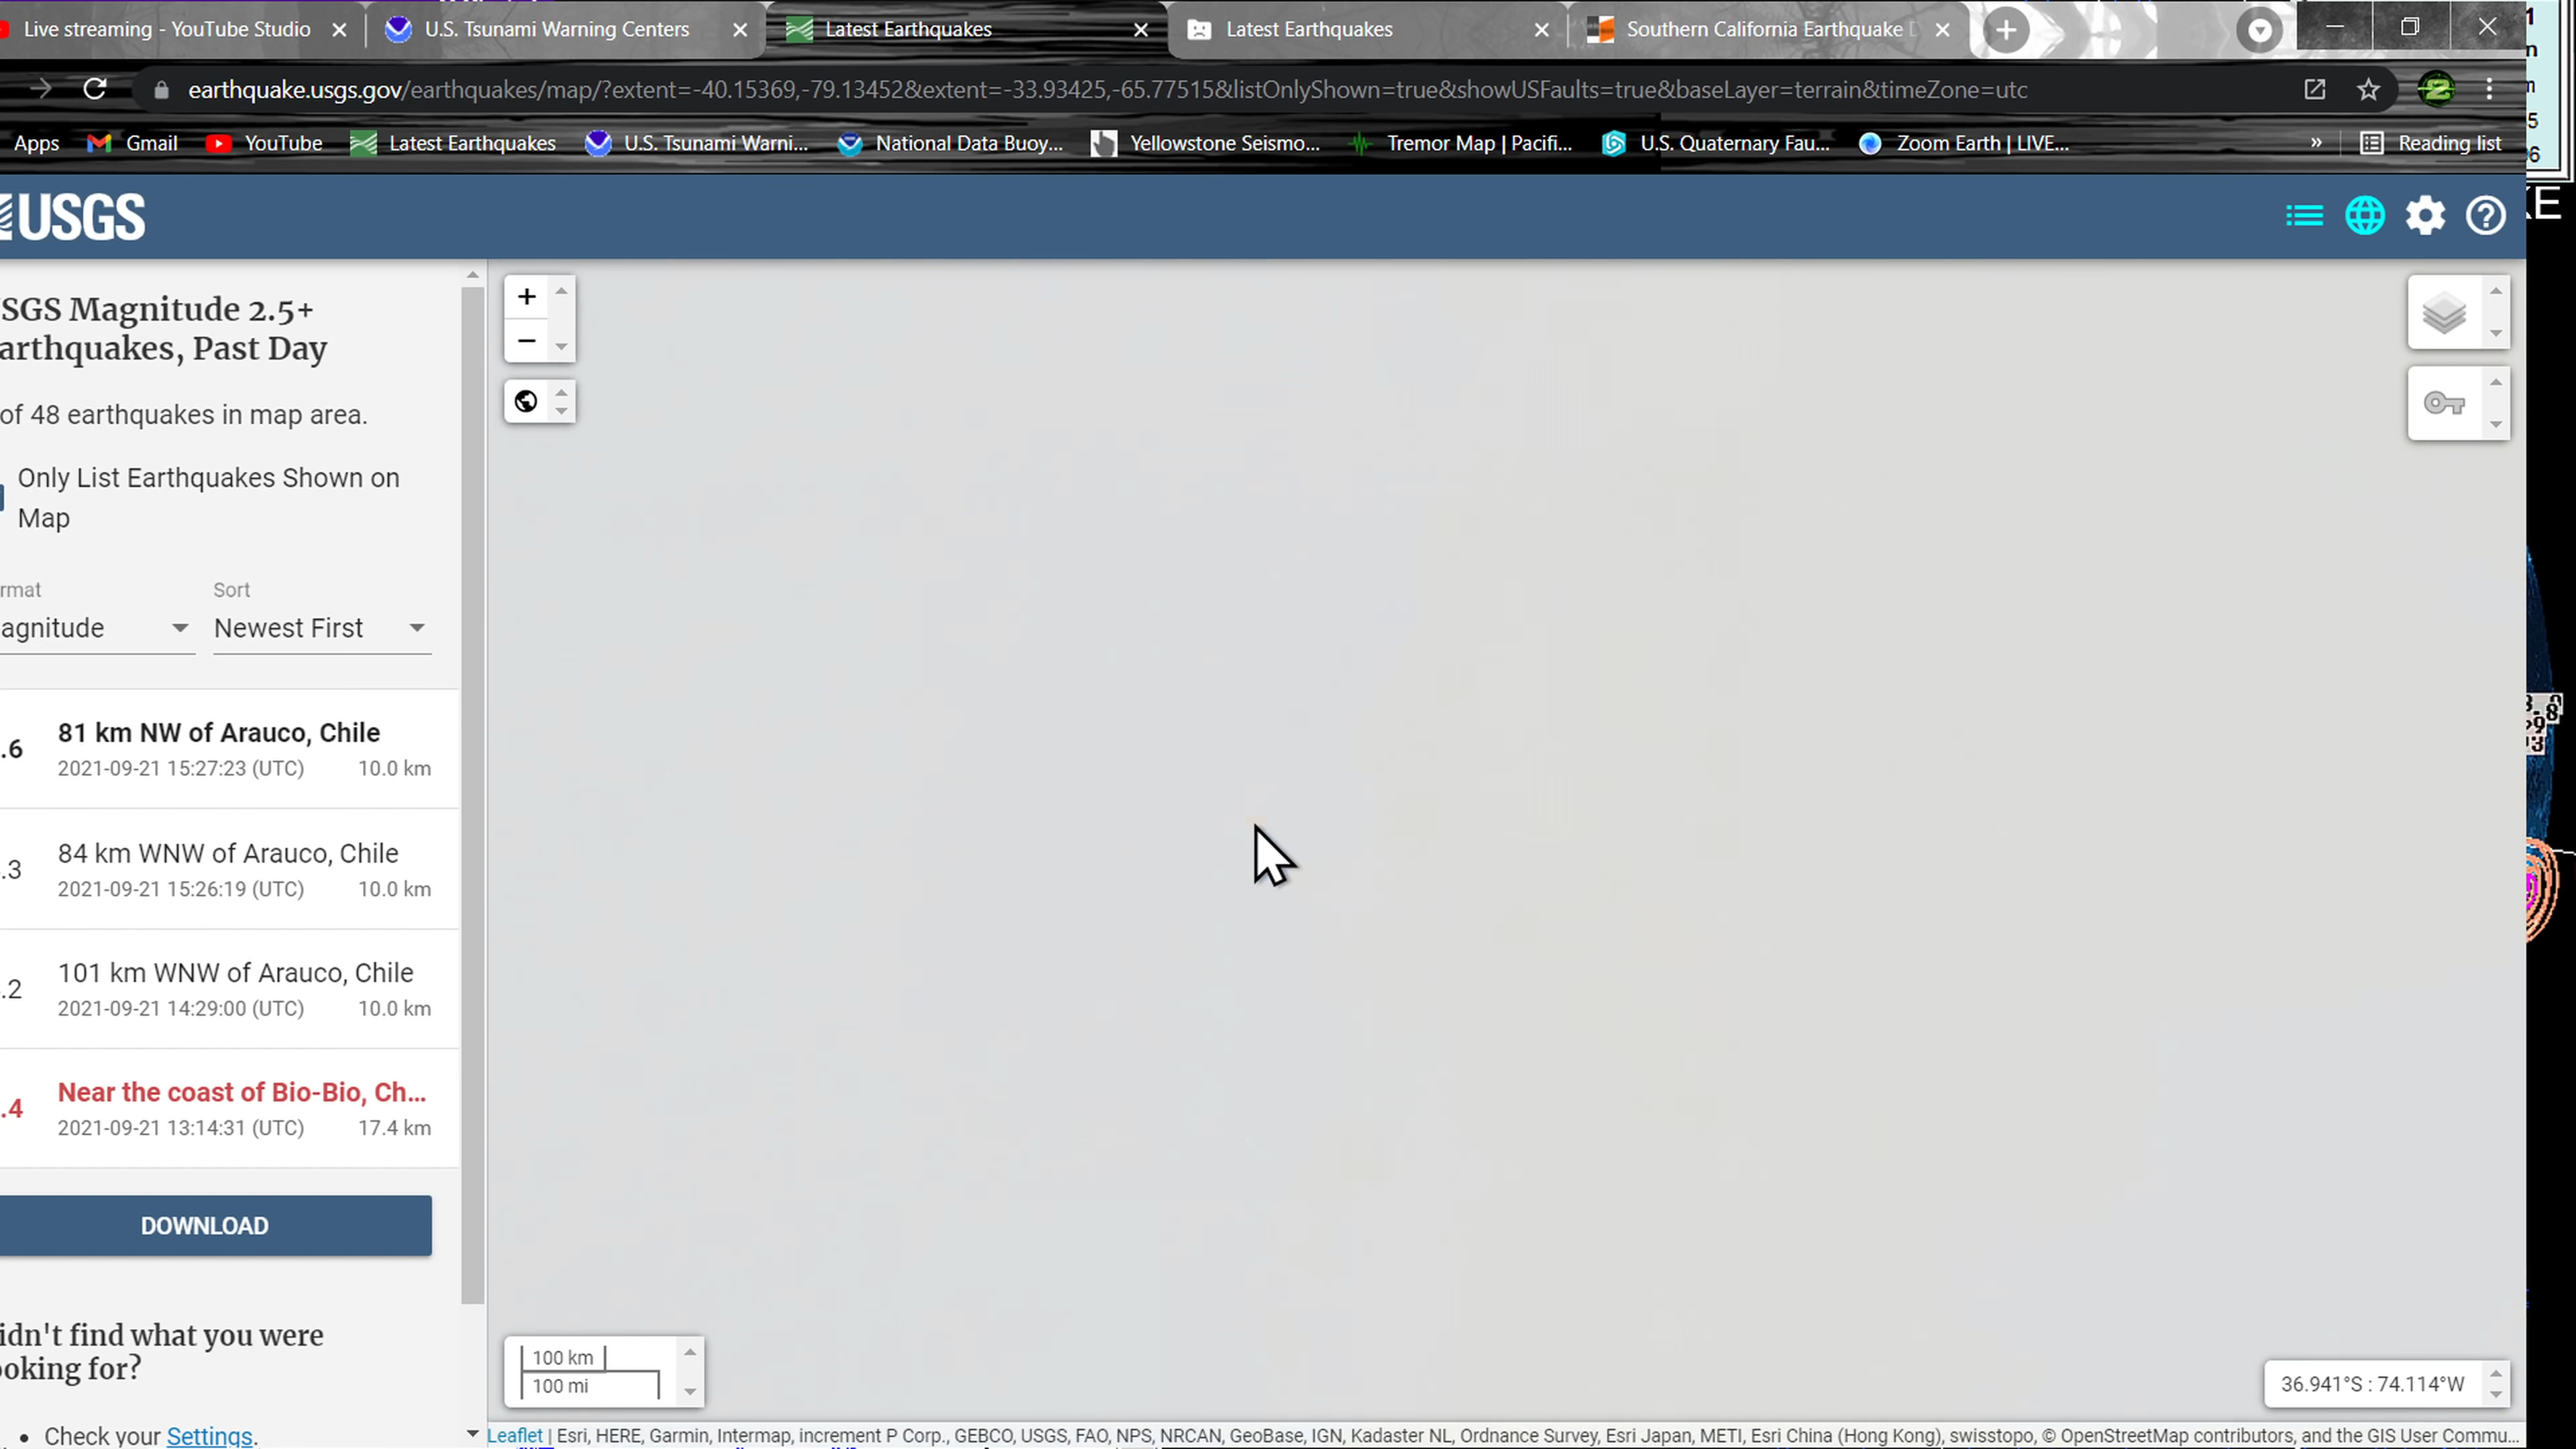 Live streaming - YouTube Studio
U.S. Tsunami Warning Centers
Latest Earthquakes
Latest Earthquakes
Southern California Earthquake D
earthquake.usgs.gov/earthquakes/map/?extent=-40.15369,-79.13452&extent=-33.93425,-65.77515&listOnlyShown=true&showUSFaults=true&baseLayer=terrain&timeZone=utc
Apps
Gmail
YouTube
Latest Earthquakes
U.S. Tsunami Warni...
National Data Buoy...
Yellowstone Seismo...
Tremor Map | Pacifi...
U.S. Quaternary Fau...
Zoom Earth | LIVE...
»
Reading list
USGS
SGS Magnitude 2.5+
arthquakes, Past Day
of 48 earthquakes in map area.
Only List Earthquakes Shown on
Map
rmat
Sort
agnitude
Newest First
.6
81 km NW of Arauco, Chile
2021-09-21 15:27:23 (UTC) 10.0 km
.3
84 km WNW of Arauco, Chile
2021-09-21 15:26:19 (UTC) 10.0 km
.2
101 km WNW of Arauco, Chile
2021-09-21 14:29:00 (UTC) 10.0 km
.4
Near the coast of Bio-Bio, Ch...
2021-09-21 13:14:31 (UTC) 17.4 km
DOWNLOAD
idn't find what you were
ooking for?
• Check your Settings.
+
−
100 km
100 mi
36.941°S : 74.114°W
Leaflet | Esri, HERE, Garmin, Intermap, increment P Corp., GEBCO, USGS, FAO, NPS, NRCAN, GeoBase, IGN, Kadaster NL, Ordnance Survey, Esri Japan, METI, Esri China (Hong Kong), swisstopo, © OpenStreetMap contributors, and the GIS User Commu...